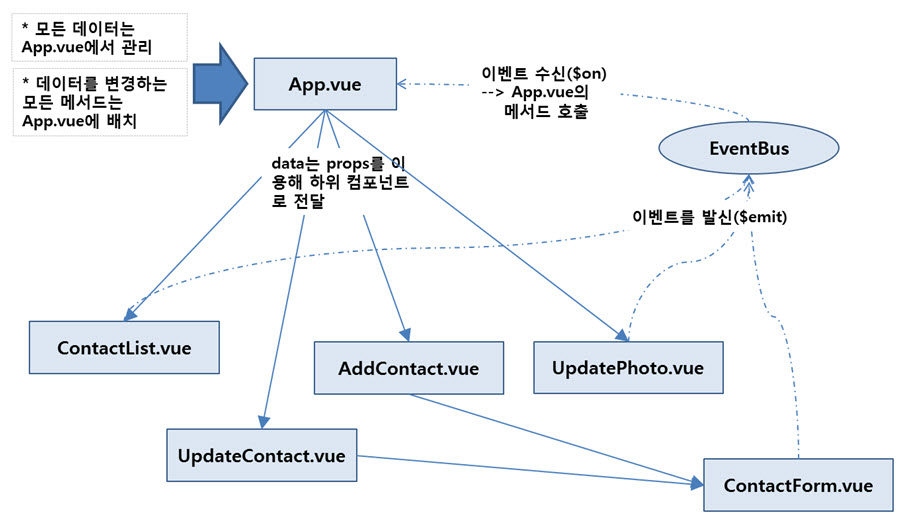 * 모든 데이터는
App.vue에서 관리
* 데이터를 변경하는
모든 메서드는
App.vue에 배치
App.vue
이벤트 수신($on)
--> App.vue의
메서드 호출
EventBus
data는 props를 이
용해 하위 컴포넌트
로 전달
이벤트를 발신($emit)
ContactList.vue
AddContact.vue
UpdatePhoto.vue
UpdateContact.vue
ContactForm.vue